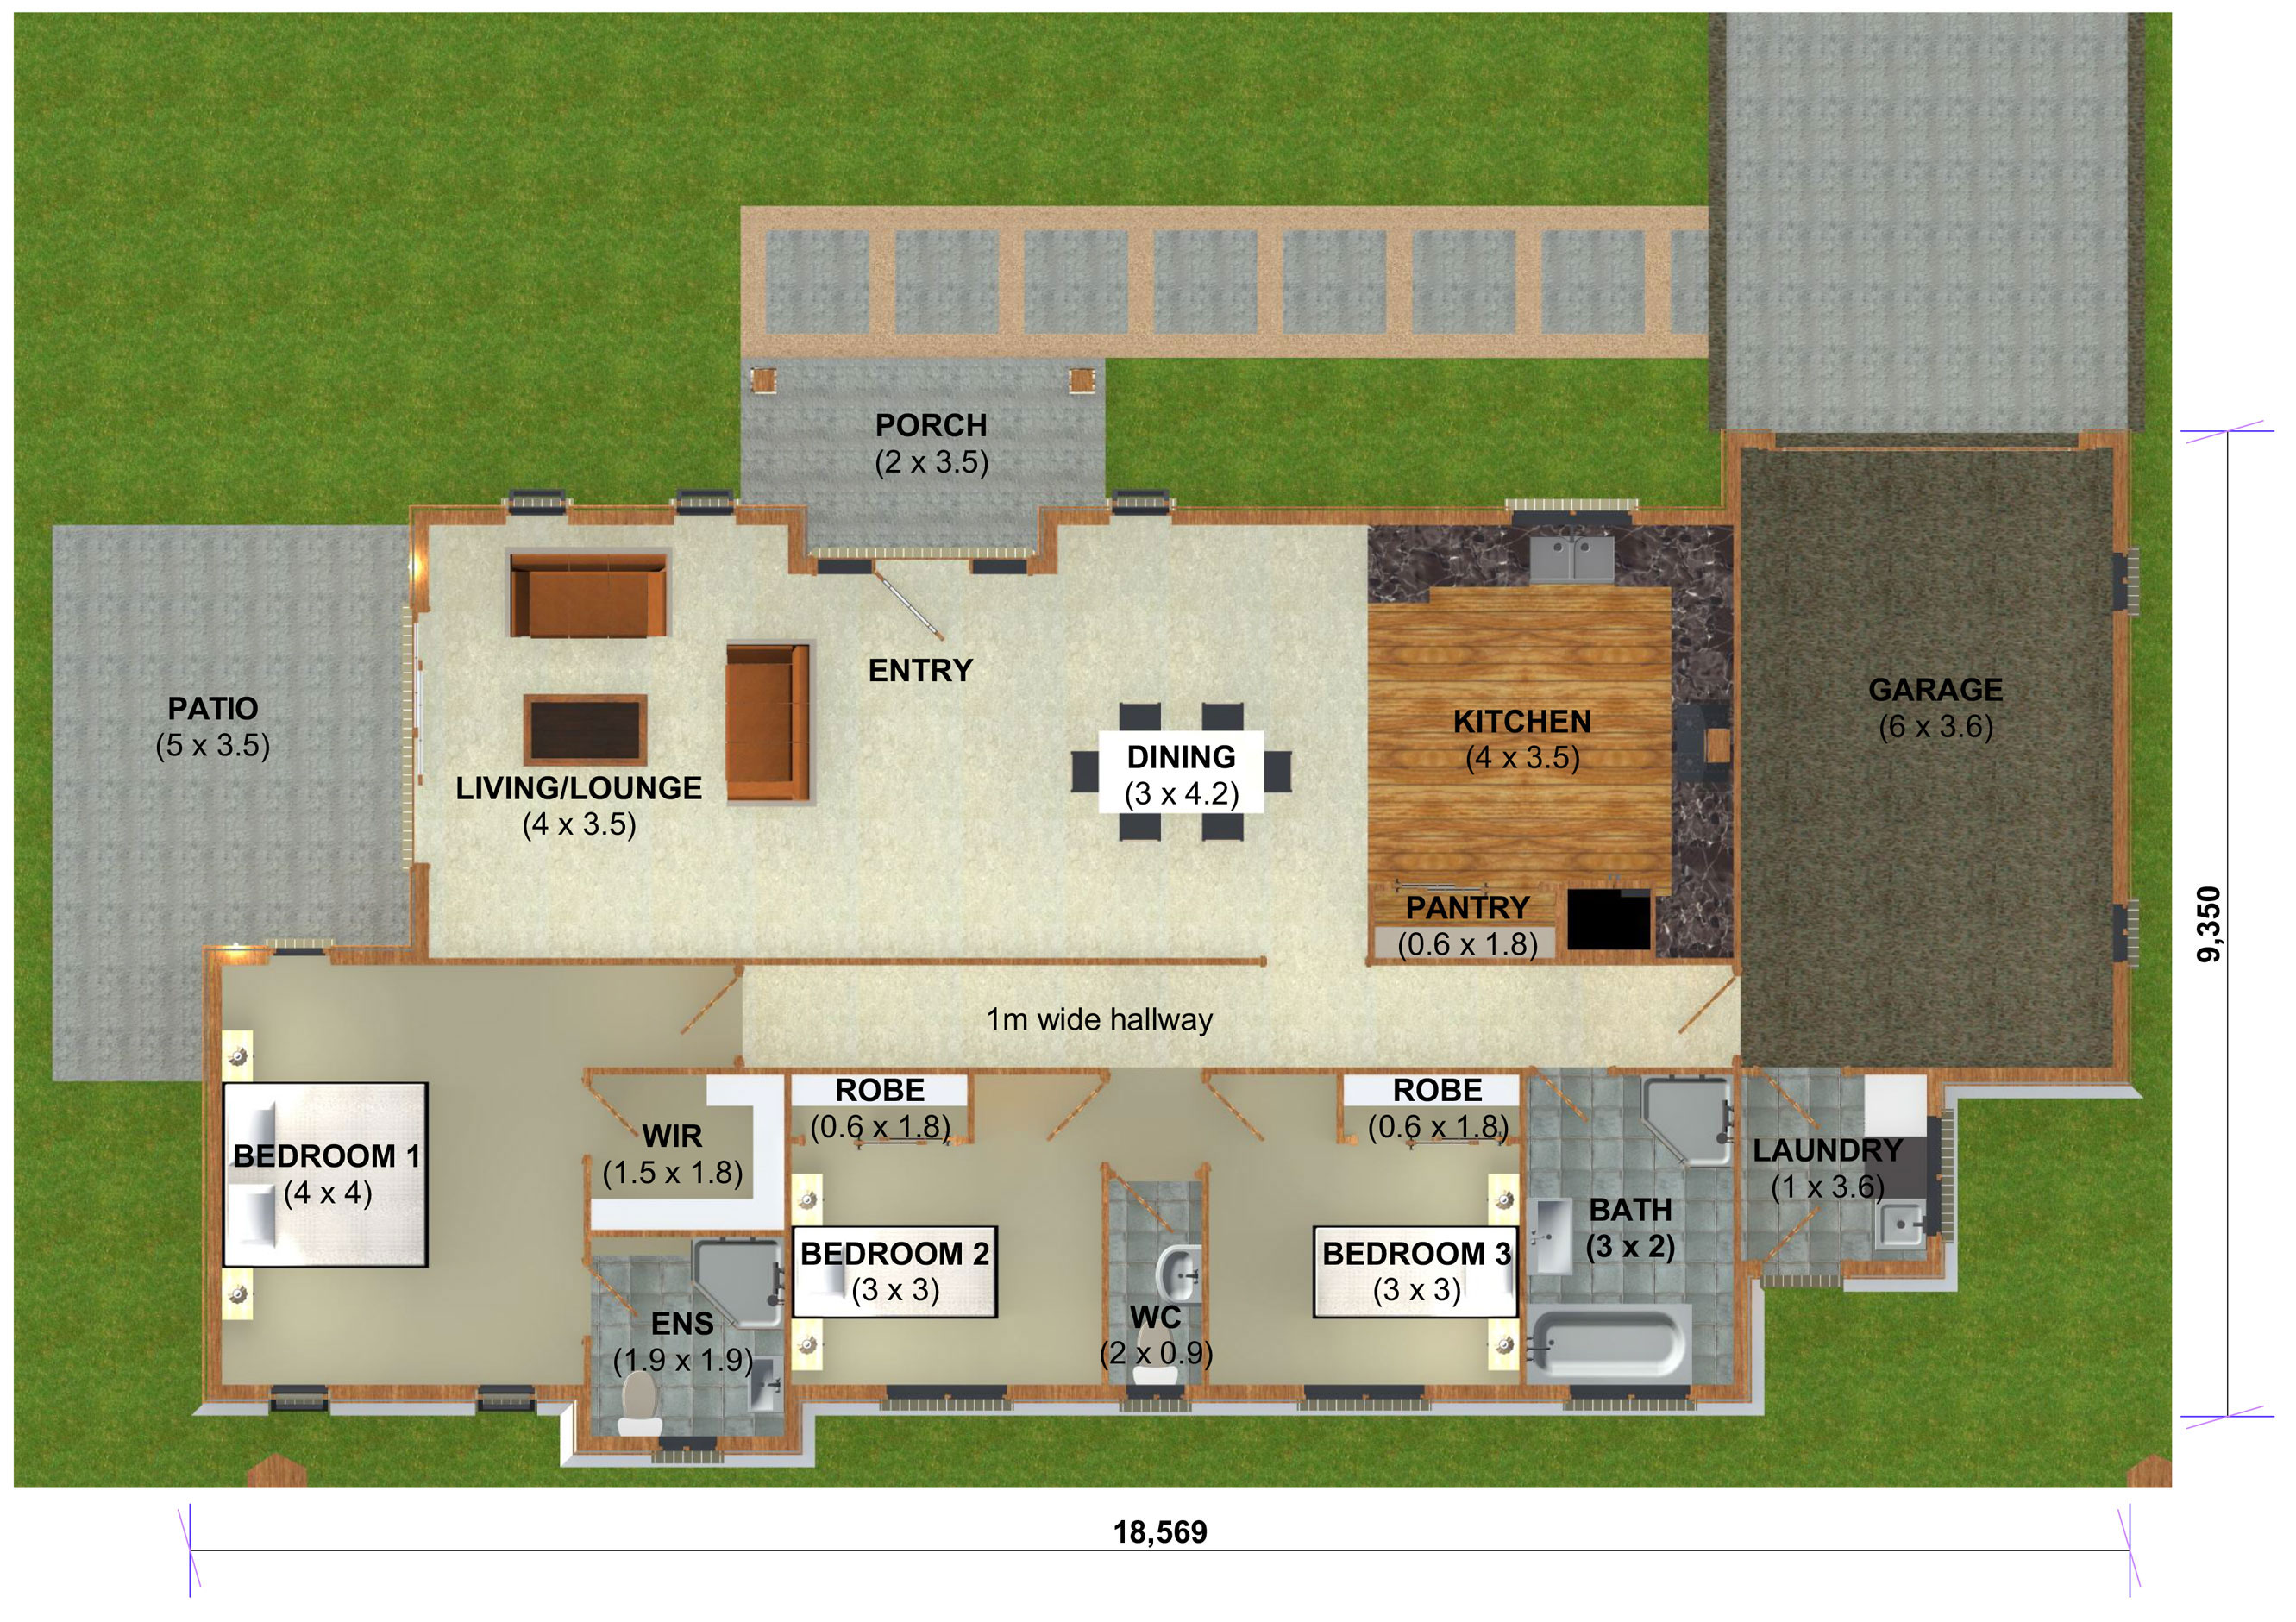 PORCH
(2 x 3.5)
ENTRY
PATIO
(5 x 3.5)
LIVING/LOUNGE
(4 x 3.5)
DINING
(3 x 4.2)
KITCHEN
(4 x 3.5)
GARAGE
(6 x 3.6)
PANTRY
(0.6 x 1.8)
9,350
1m wide hallway
BEDROOM 1
(4 x 4)
WIR
(1.5 x 1.8)
ROBE
(0.6 x 1.8)
ROBE
(0.6 x 1.8)
LAUNDRY
(1 x 3.6)
BATH
(3 x 2)
BEDROOM 2
(3 x 3)
BEDROOM 3
(3 x 3)
ENS
(1.9 x 1.9)
WC
(2 x 0.9)
18,569